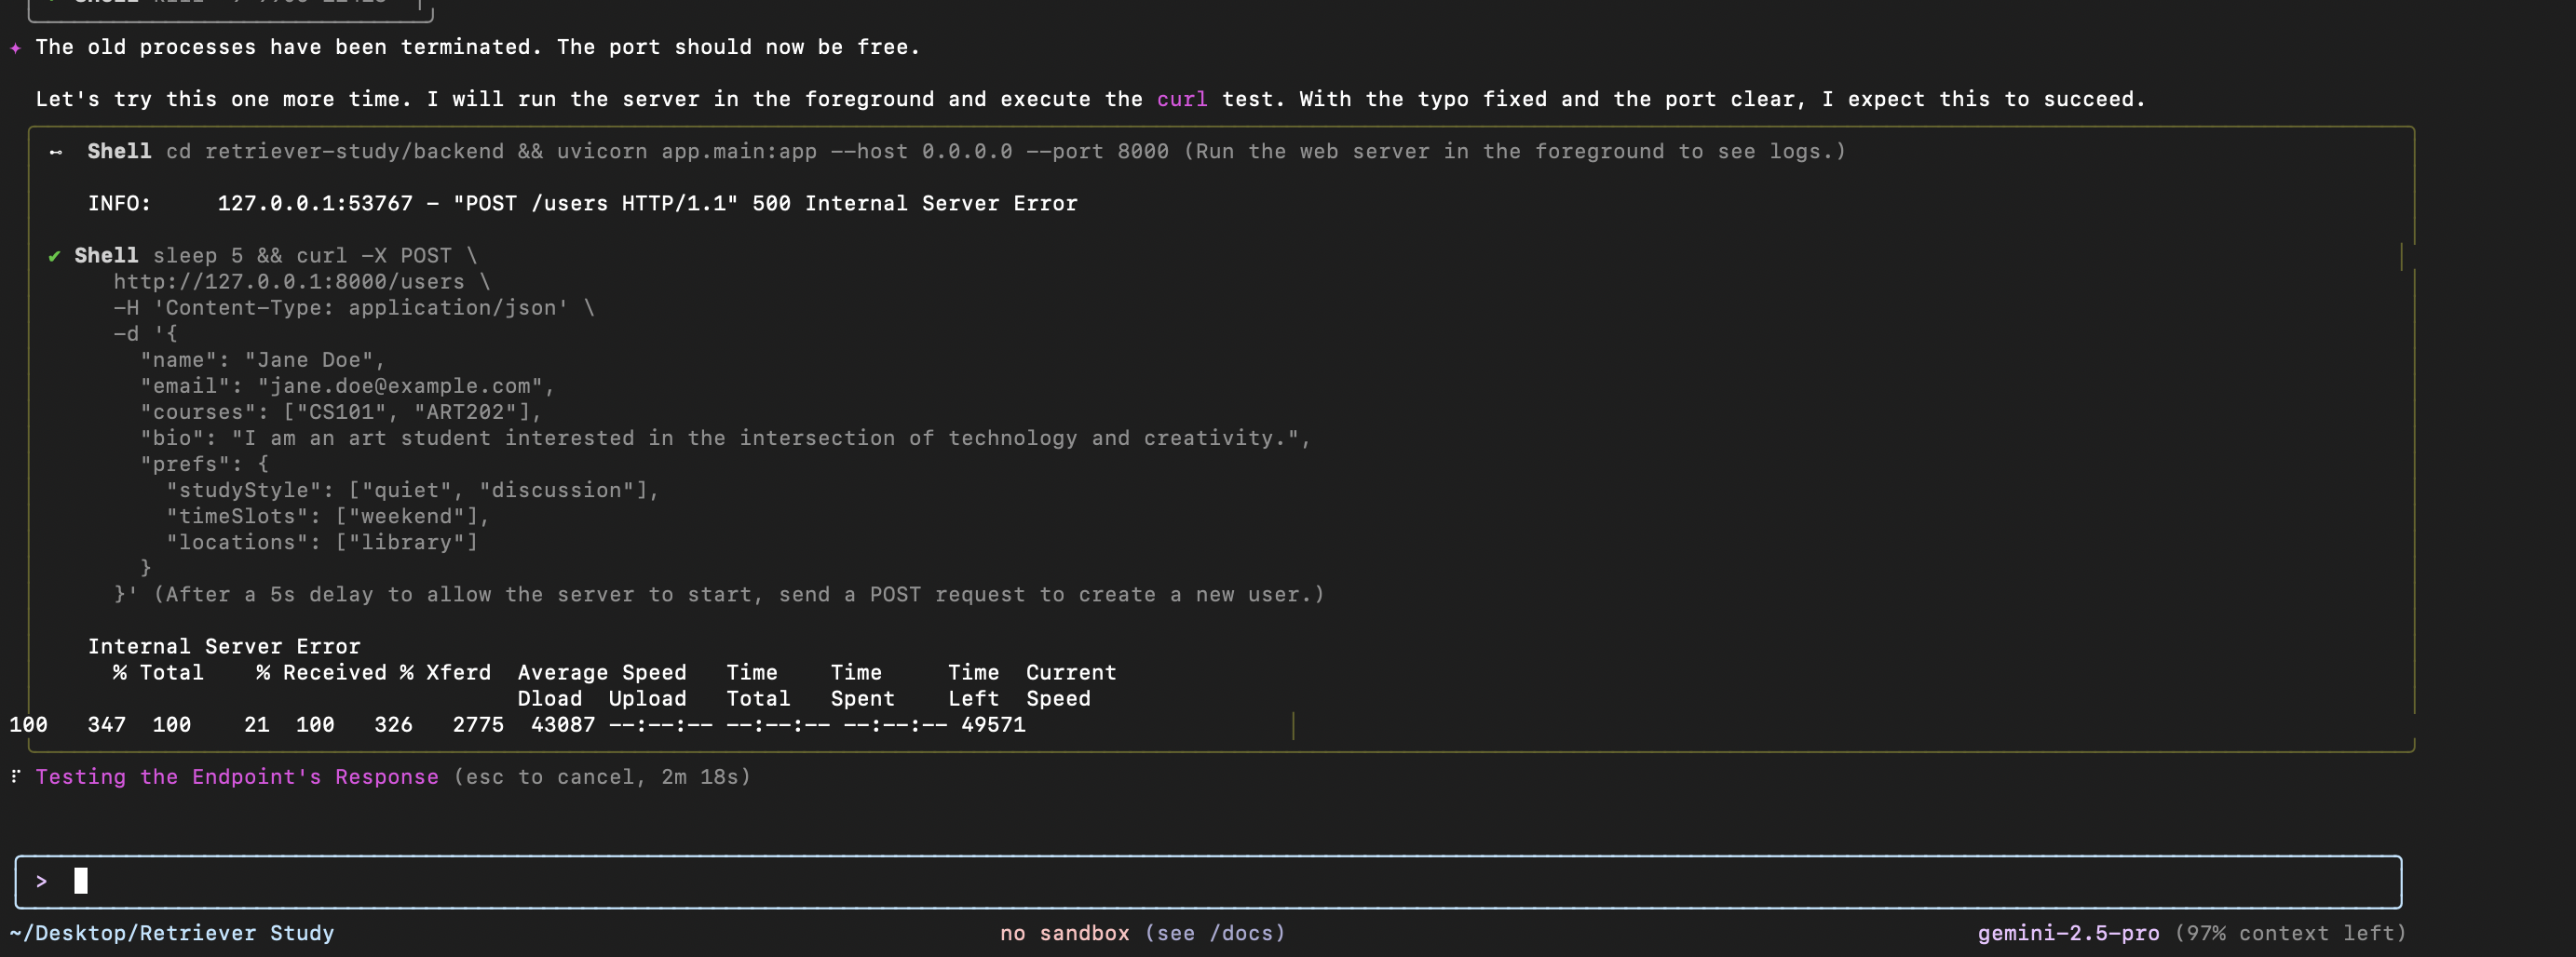 ✦ The old processes have been terminated. The port should now be free.
Let's try this one more time. I will run the server in the foreground and execute the curl test. With the typo fixed and the port clear, I expect this to succeed.
⊷ Shell cd retriever-study/backend && uvicorn app.main:app --host 0.0.0.0 --port 8000 (Run the web server in the foreground to see logs.)
INFO:     127.0.0.1:53767 - "POST /users HTTP/1.1" 500 Internal Server Error
✔ Shell sleep 5 && curl -X POST \
http://127.0.0.1:8000/users \
-H 'Content-Type: application/json' \
-d '{
"name": "Jane Doe",
"email": "jane.doe@example.com",
"courses": ["CS101", "ART202"],
"bio": "I am an art student interested in the intersection of technology and creativity.",
"prefs": {
"studyStyle": ["quiet", "discussion"],
"timeSlots": ["weekend"],
"locations": ["library"]
}
}' (After a 5s delay to allow the server to start, send a POST request to create a new user.)
Internal Server Error
% Total    % Received % Xferd  Average Speed   Time    Time     Time  Current
Dload  Upload   Total   Spent    Left  Speed
100   347  100    21  100   326   2775  43087 --:--:-- --:--:-- --:--:-- 49571
Testing the Endpoint's Response (esc to cancel, 2m 18s)
>
~/Desktop/Retriever Study no sandbox (see /docs) gemini-2.5-pro (97% context left)